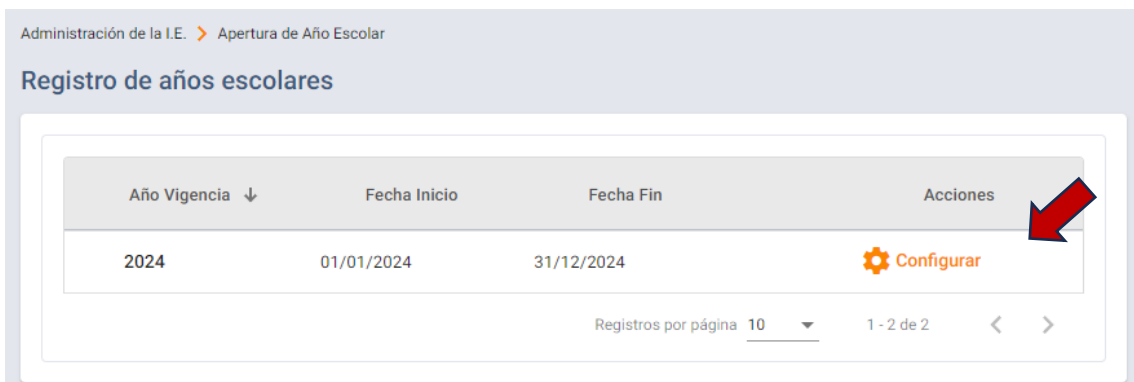 Administración de la I.E. > Apertura de Año Escolar
Registro de años escolares
Año Vigencia Fecha Inicio Fecha Fin Acciones
2024 01/01/2024 31/12/2024 Configurar
Registros por página 10 1 - 2 de 2